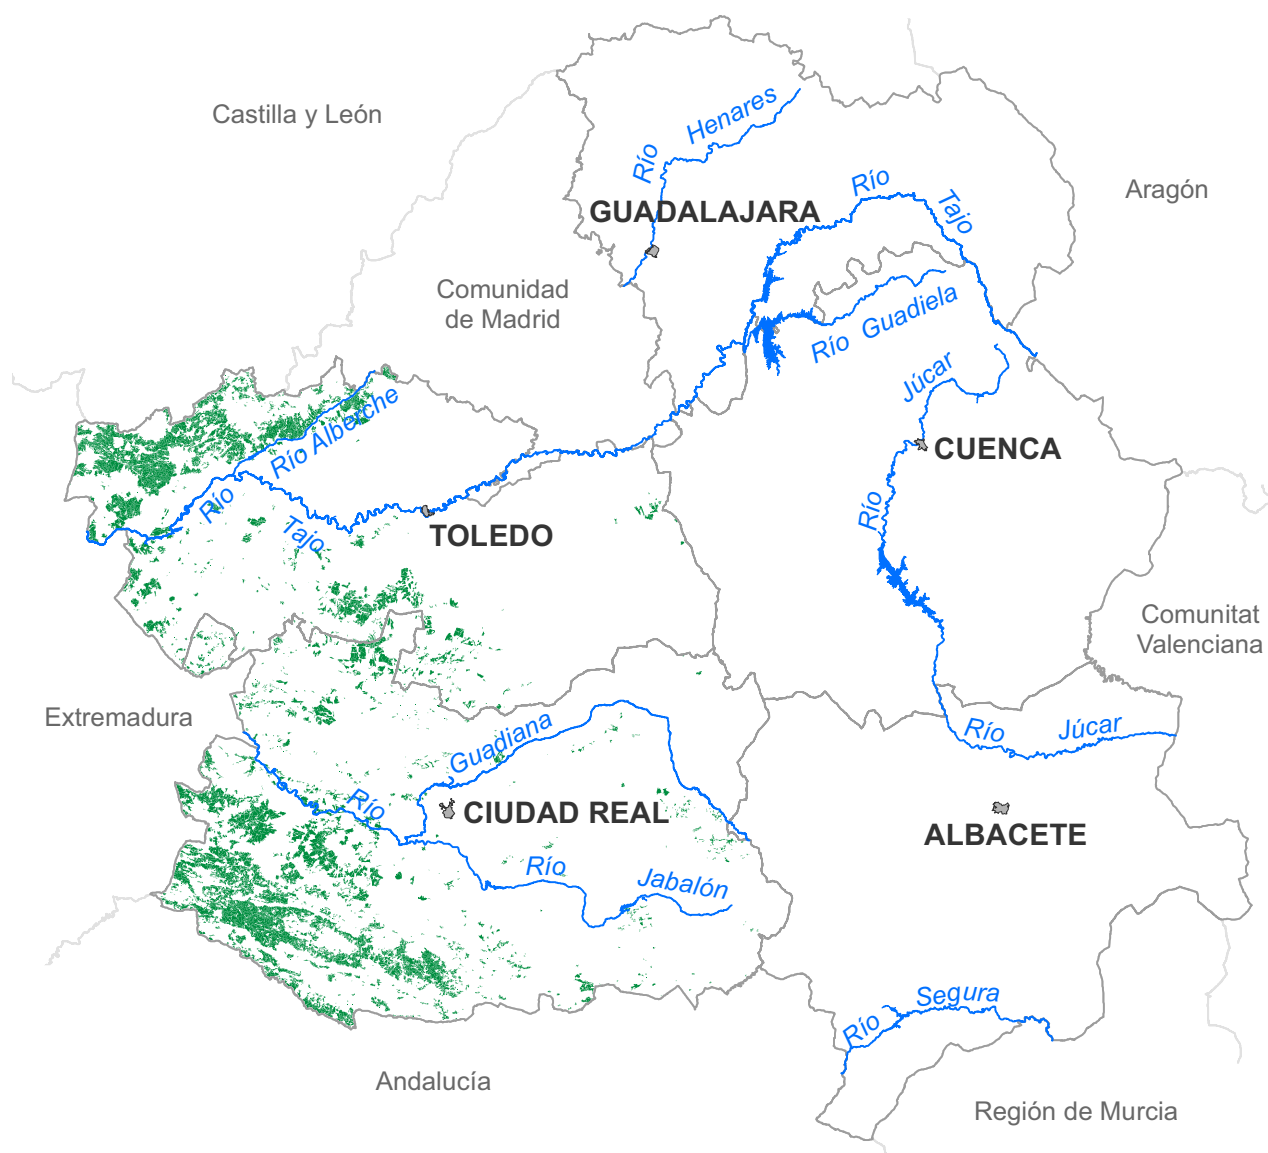 Castilla y León
Río Henares
GUADALAJARA
Río Tajo
Aragón
Comunidad
de Madrid
Río Guadiela
Júcar
Río Alberche
CUENCA
Río
Río
Tajo
TOLEDO
Comunitat
Valenciana
Extremadura
Guadiana
Río Júcar
Río
CIUDAD REAL
ALBACETE
Río Jabalón
Segura
Río
Andalucía
Región de Murcia